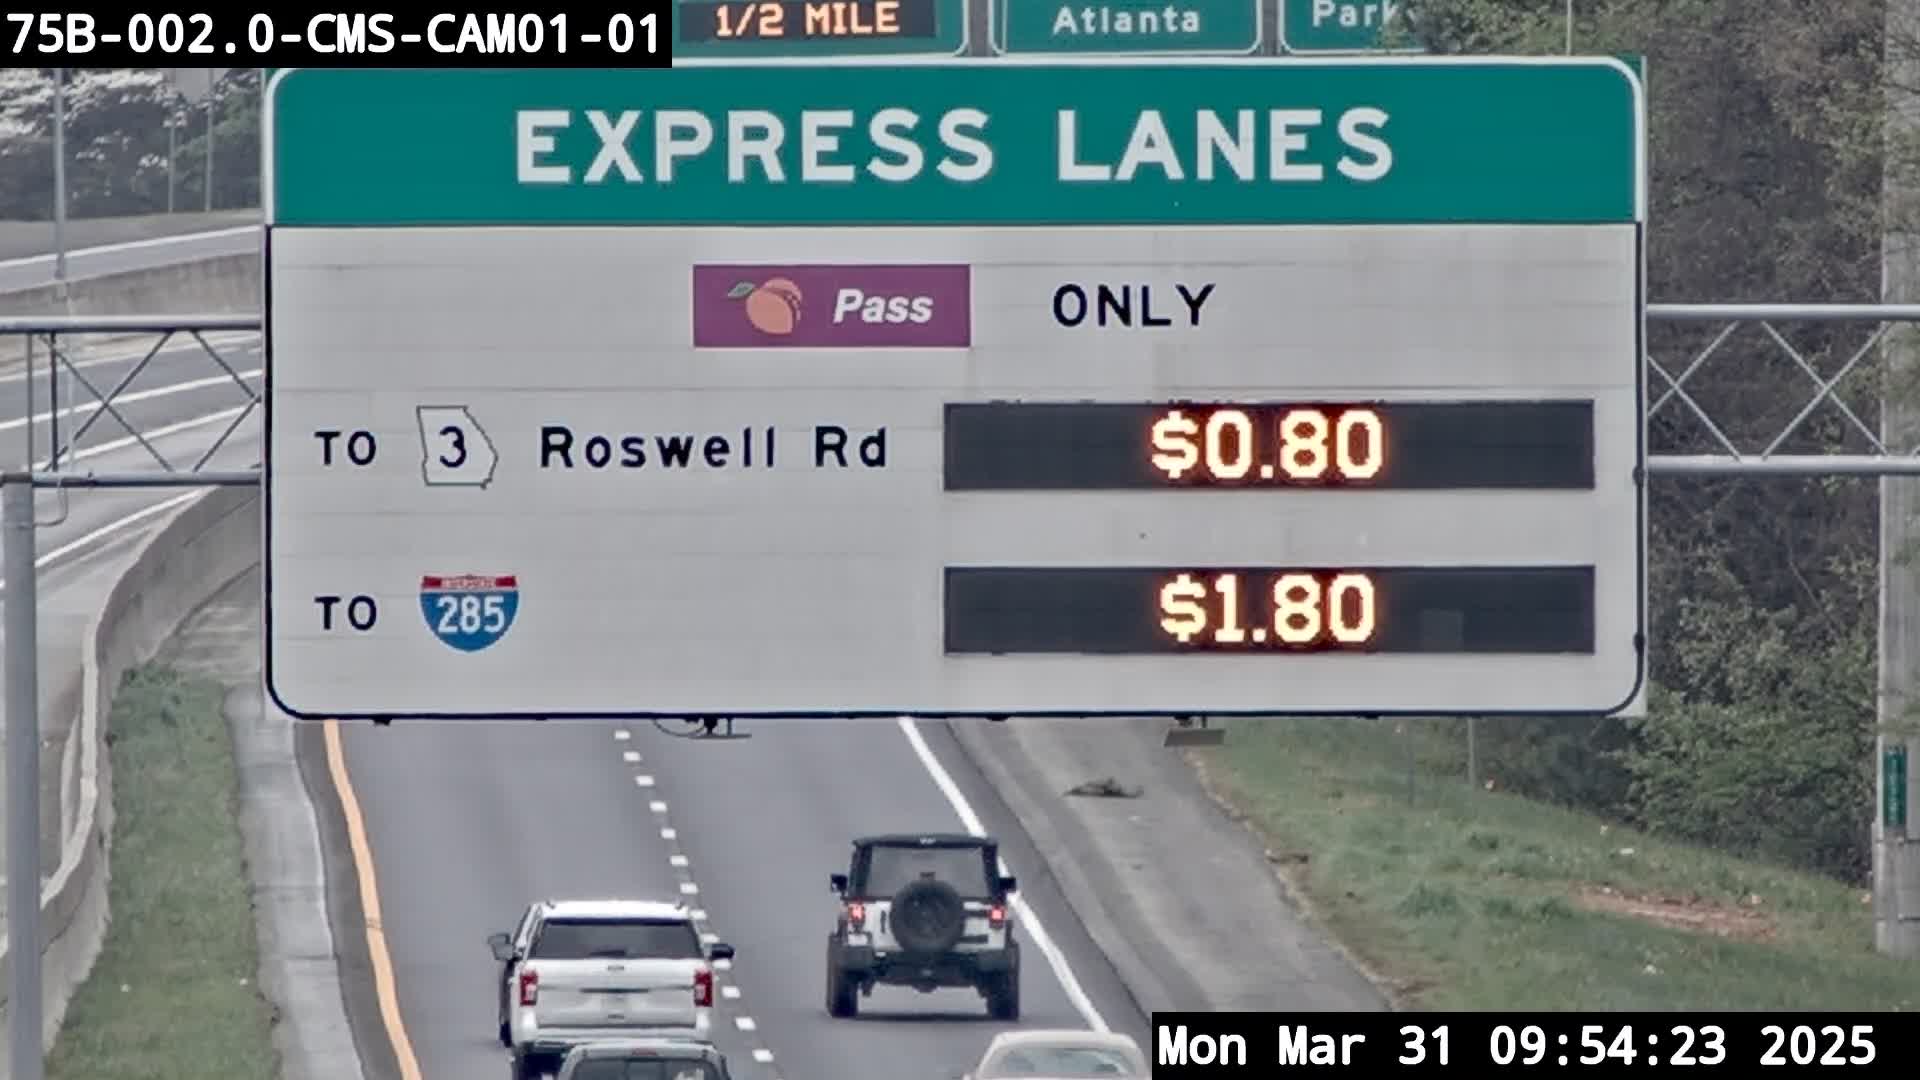 75B-002.0-CMS-CAM01-01
1/2 MILE
Atlanta
Park
EXPRESS LANES
Pass ONLY
TO 3 Roswell Rd $0.80
TO 285 $1.80
Mon Mar 31 09:54:23 2025